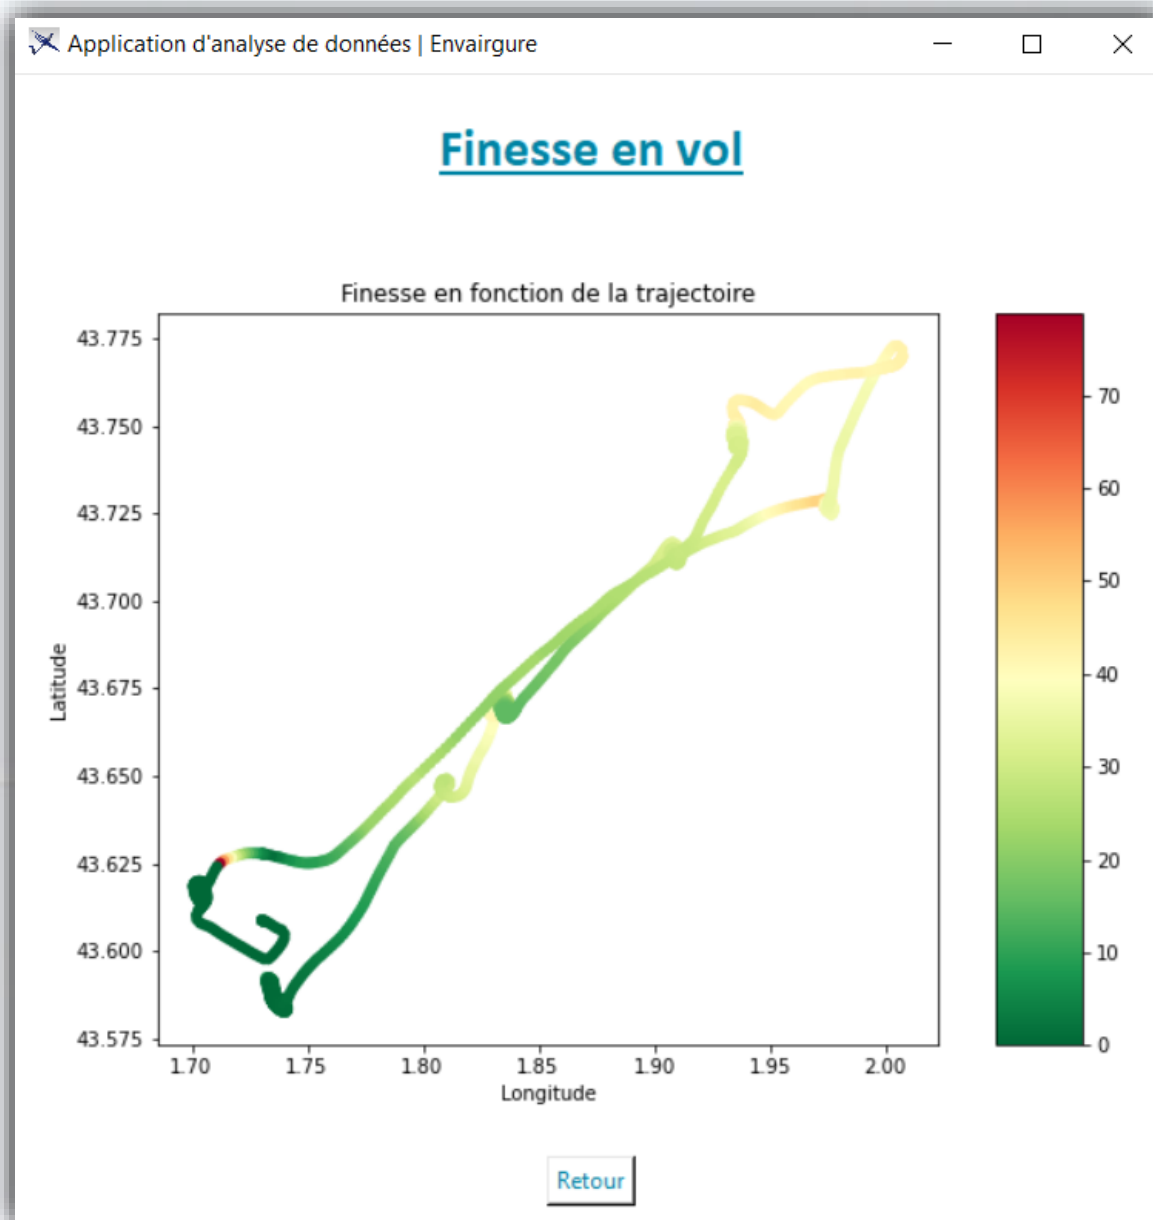 Application d'analyse de données | Envairgure
Finesse en vol
Finesse en fonction de la trajectoire
43.775
43.750
43.725
43.700
43.675
43.650
43.625
43.600
43.575
Latitude
1.70 1.75 1.80 1.85 1.90 1.95 2.00
Longitude
70
60
50
40
30
20
10
0
Retour